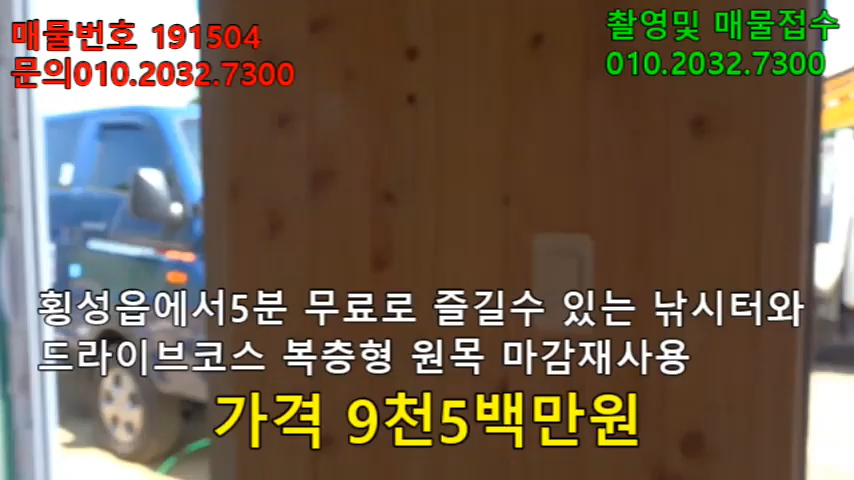 매물번호 191504
문의010.2032.7300
촬영및 매물접수
010.2032.7300
횡성읍에서5분 무료로 즐길수 있는 낚시터와
드라이브코스 복층형 원목 마감재사용
가격 9천5백만원